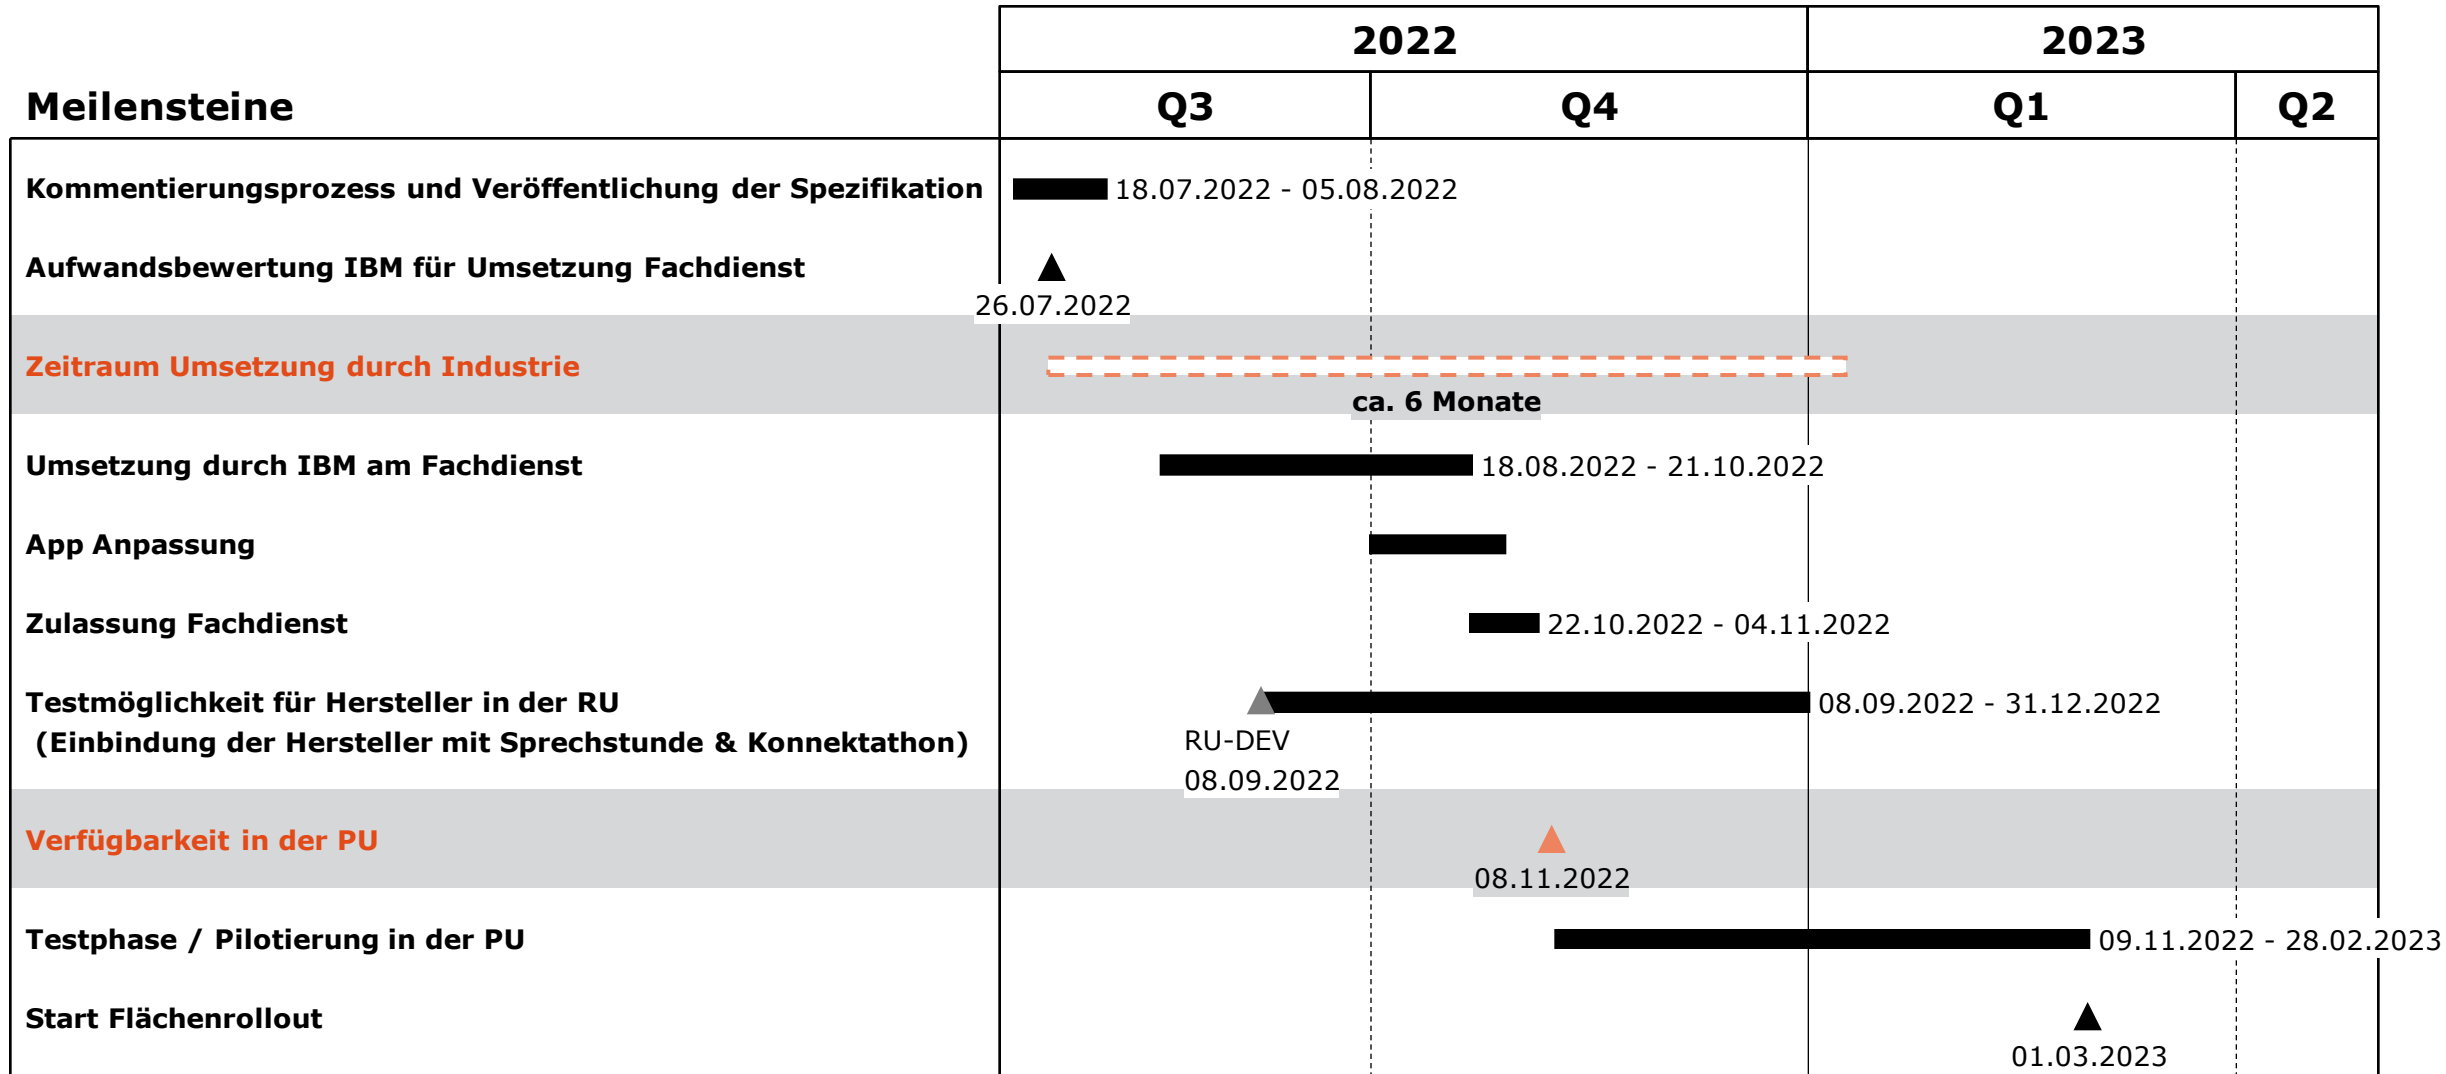 2022 2023
Meilensteine Q3 Q4 Q1 Q2
Kommentierungsprozess und Veröffentlichung der Spezifikation 18.07.2022 - 05.08.2022
Aufwandsbewertung IBM für Umsetzung Fachdienst
26.07.2022
Zeitraum Umsetzung durch Industrie
ca. 6 Monate
Umsetzung durch IBM am Fachdienst 18.08.2022 - 21.10.2022
App Anpassung
Zulassung Fachdienst 22.10.2022 - 04.11.2022
Testmöglichkeit für Hersteller in der RU 08.09.2022 - 31.12.2022
(Einbindung der Hersteller mit Sprechstunde & Konnektathon) RU-DEV
08.09.2022
Verfügbarkeit in der PU
08.11.2022
Testphase / Pilotierung in der PU 09.11.2022 - 28.02.2023
Start Flächenrollout
01.03.2023